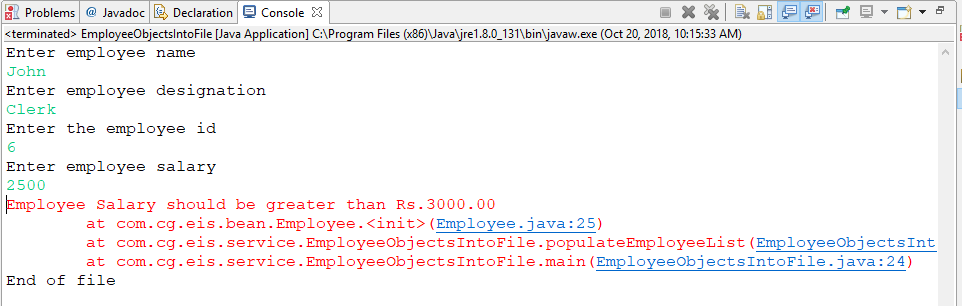 Problems @ Javadoc Declaration Console
<terminated> EmployeeObjectsIntoFile [Java Application] C:\Program Files (x86)\Java\jre1.8.0_131\bin\javaw.exe (Oct 20, 2018, 10:15:33 AM)
Enter employee name
John
Enter employee designation
Clerk
Enter the employee id
6
Enter employee salary
2500
Employee Salary should be greater than Rs.3000.00
at com.cg.eis.bean.Employee.<init>(Employee.java:25)
at com.cg.eis.service.EmployeeObjectsIntoFile.populateEmployeeList(EmployeeObjectsInt
at com.cg.eis.service.EmployeeObjectsIntoFile.main(EmployeeObjectsIntoFile.java:24)
End of file